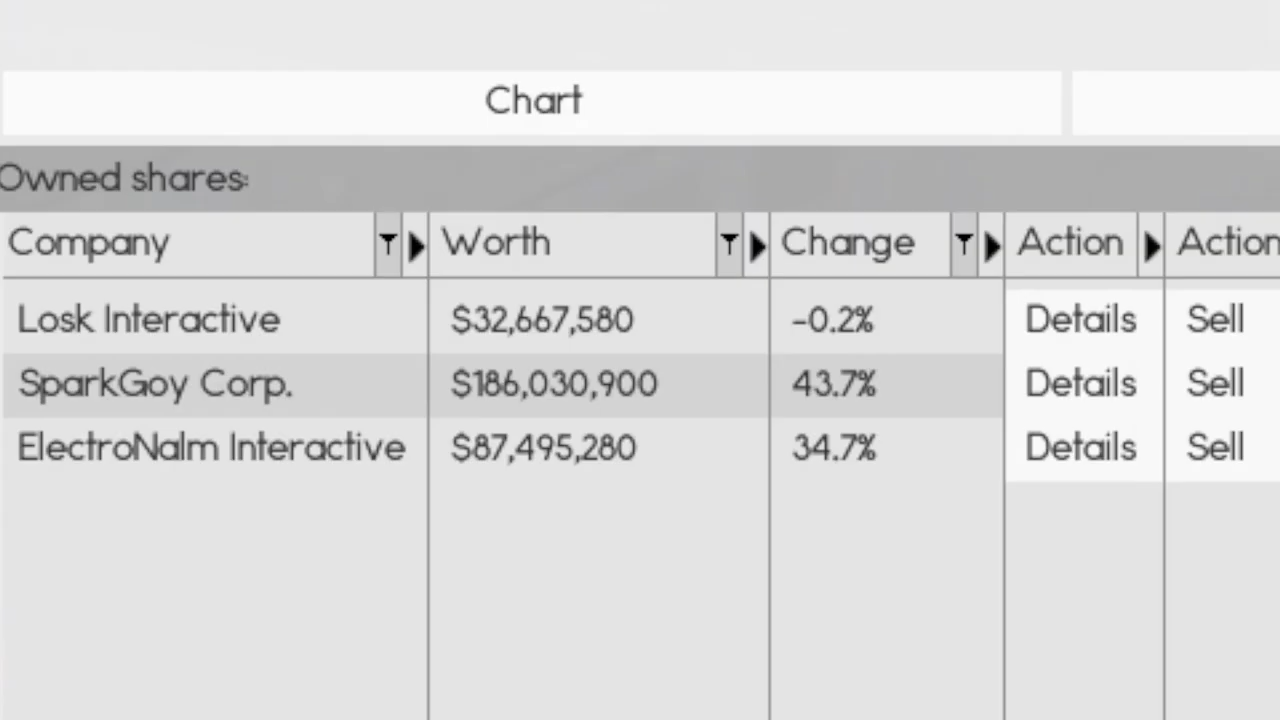 Chart
Owned shares:
Company Worth Change Action Action
Losk Interactive $32,667,580 -0.2% Details Sell
SparkGoy Corp. $186,030,900 43.7% Details Sell
ElectroNalm Interactive $87,495,280 34.7% Details Sell